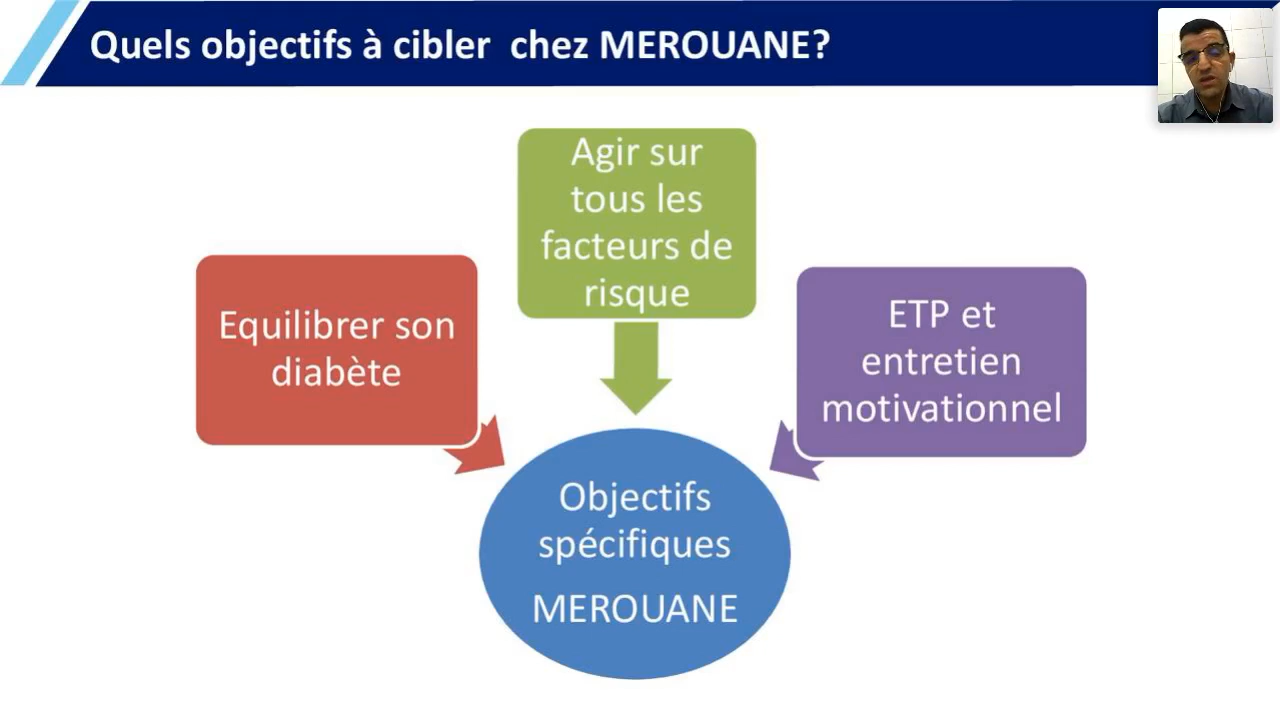 Quels objectifs à cibler chez MEROUANE?
Agir sur
tous les
facteurs de
risque
Equilibrer son
diabète
ETP et
entretien
motivationnel
Objectifs
spécifiques
MEROUANE